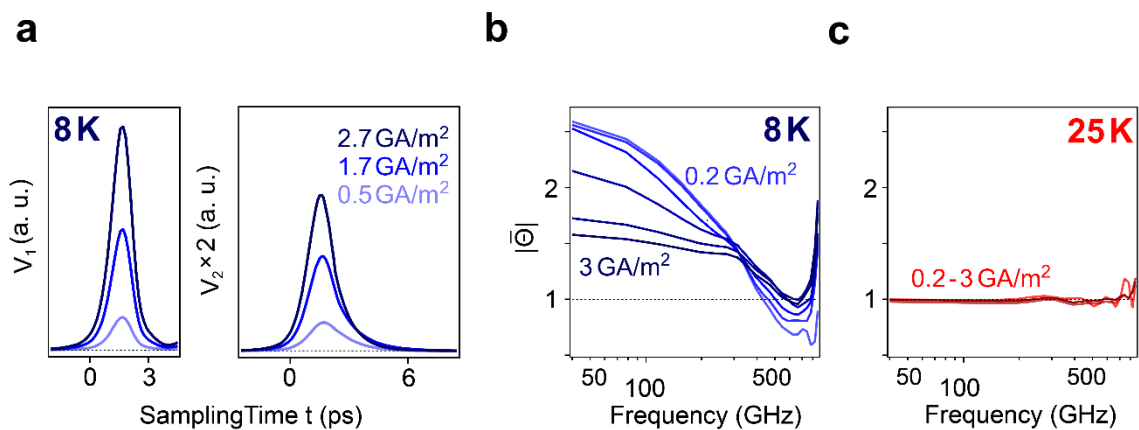 a
b
c
8 K
V₁ (a. u.)
0
3
V₂ × 2 (a. u.)
2.7 GA/m²
1.7 GA/m²
0.5 GA/m²
0
6
SamplingTime t (ps)
8 K
|Θ̄|
2
1
0.2 GA/m²
3 GA/m²
50
100
500
Frequency (GHz)
25 K
2
1
0.2-3 GA/m²
50
100
500
Frequency (GHz)